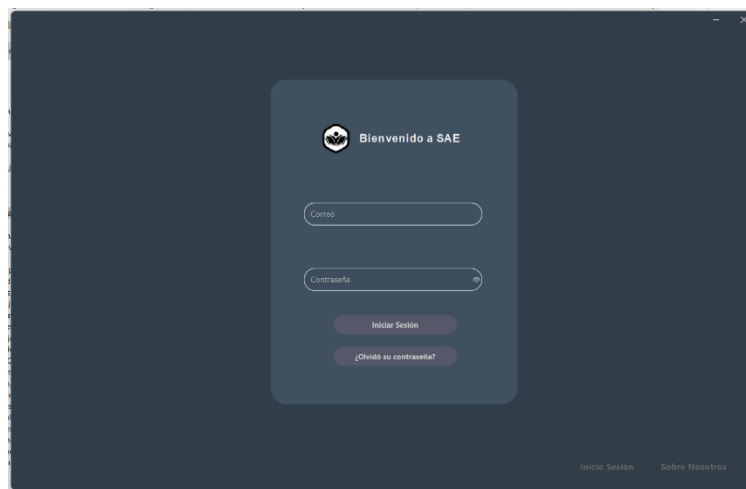 Bienvenido a SAE
Correo
Contraseña
Iniciar Sesión
¿Olvidó su contraseña?
Inicio Sesión Sobre Nosotros